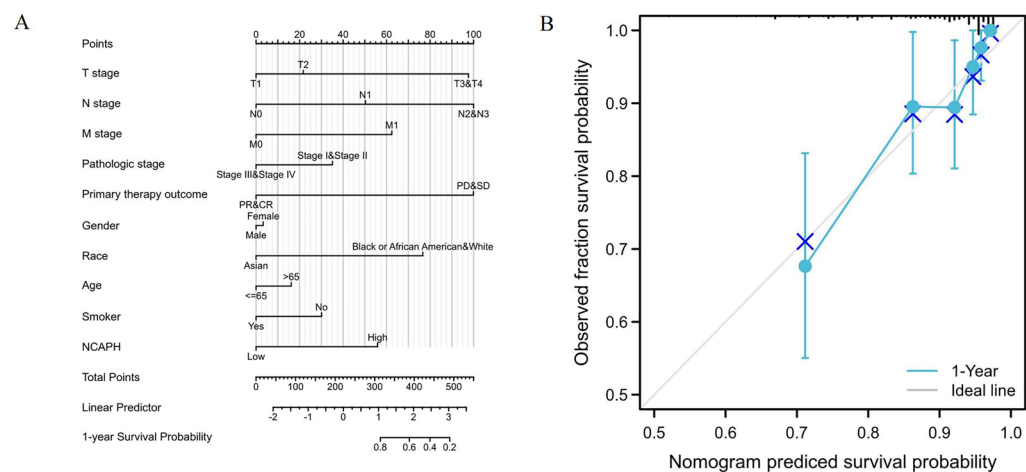 A
Points
0 20 40 60 80 100
T stage
T2
T1
T3&T4
N stage
N1
N0
N2&N3
M stage
M1
M0
Pathologic stage
Stage I&Stage II
Stage III&Stage IV
Primary therapy outcome
PD&SD
PR&CR
Gender
Female
Male
Race
Black or African American&White
Asian
Age
>65
<=65
Smoker
No
Yes
NCAPH
High
Low
Total Points
0 100 200 300 400 500
Linear Predictor
-2 -1 0 1 2 3
1-year Survival Probability
0.8 0.6 0.4 0.2
B
Observed fraction survival probability
1.0
0.9
0.8
0.7
0.6
0.5
1-Year
Ideal line
0.5 0.6 0.7 0.8 0.9 1.0
Nomogram prediced survival probability